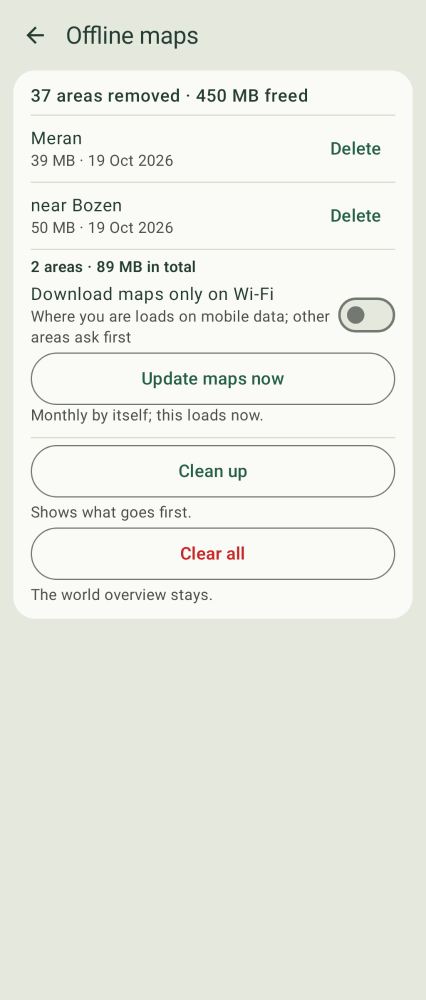 Offline maps
37 areas removed · 450 MB freed
Meran
39 MB · 19 Oct 2026
Delete
near Bozen
50 MB · 19 Oct 2026
Delete
2 areas · 89 MB in total
Download maps only on Wi-Fi
Where you are loads on mobile data; other
areas ask first
Update maps now
Monthly by itself; this loads now.
Clean up
Shows what goes first.
Clear all
The world overview stays.